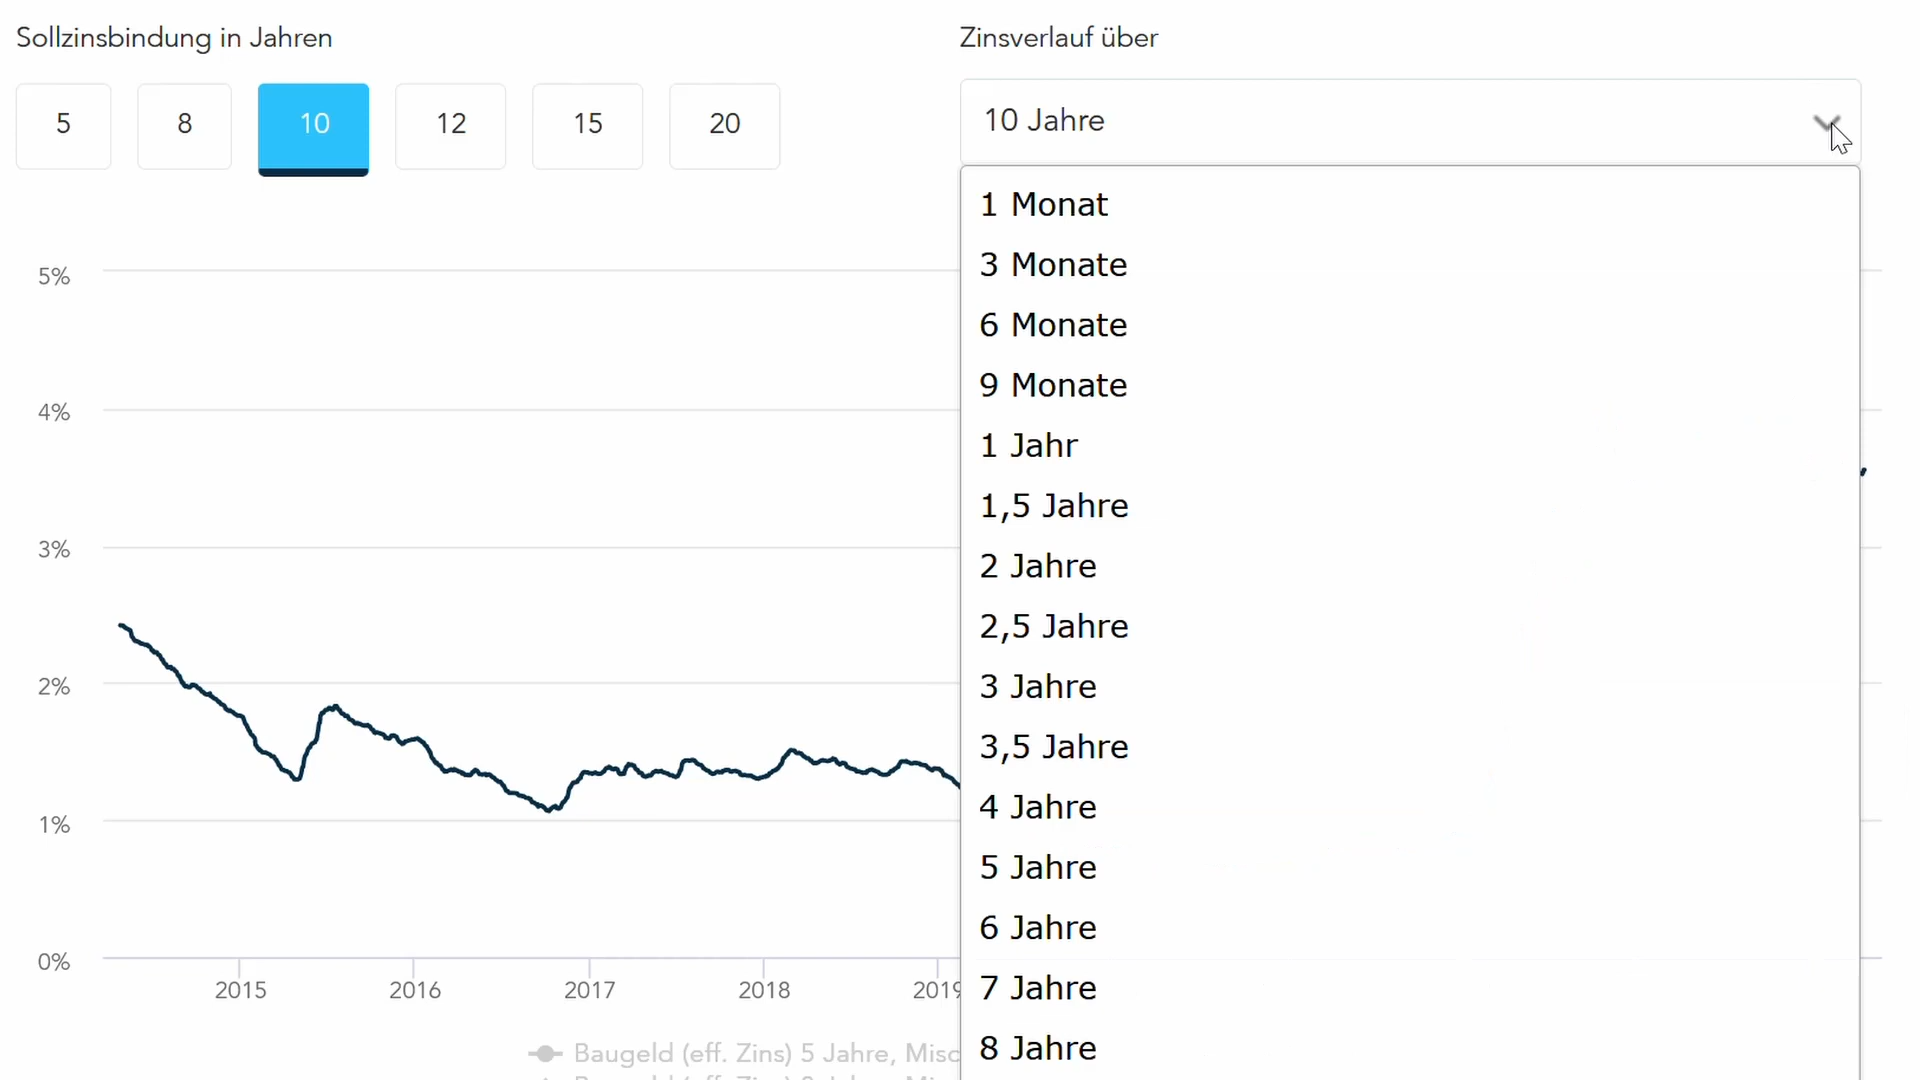 Sollzinsbindung in Jahren
5 8 10 12 15 20
Zinsverlauf über
10 Jahre
1 Monat
3 Monate
6 Monate
9 Monate
1 Jahr
1,5 Jahre
2 Jahre
2,5 Jahre
3 Jahre
3,5 Jahre
4 Jahre
5 Jahre
6 Jahre
7 Jahre
8 Jahre
5%
4%
3%
2%
1%
0%
2015 2016 2017 2018 2019
Baugeld (eff. Zins) 5 Jahre,